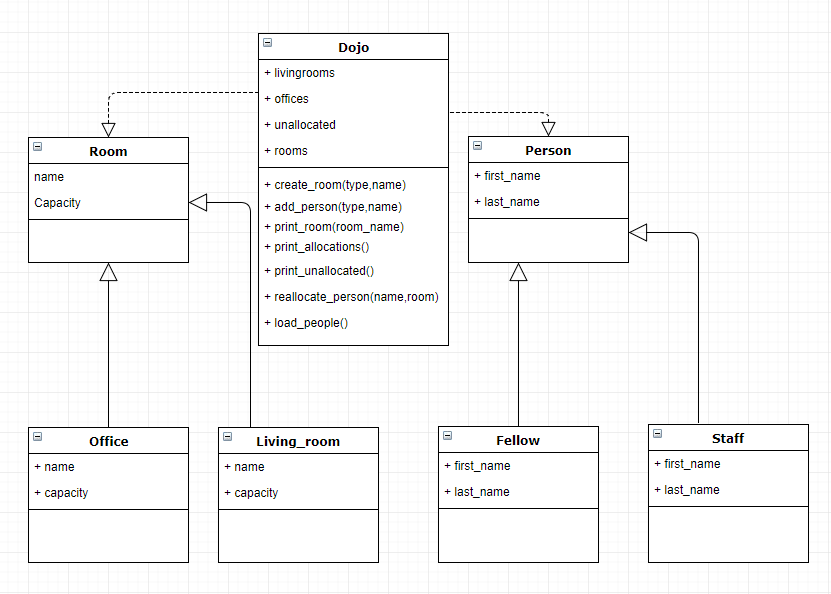 Dojo
+ livingrooms
+ offices
+ unallocated
+ rooms
+ create_room(type,name)
+ add_person(type,name)
+ print_room(room_name)
+ print_allocations()
+ print_unallocated()
+ reallocate_person(name,room)
+ load_people()
Room
name
Capacity
Person
+ first_name
+ last_name
Office
+ name
+ capacity
Living_room
+ name
+ capacity
Fellow
+ first_name
+ last_name
Staff
+ first_name
+ last_name